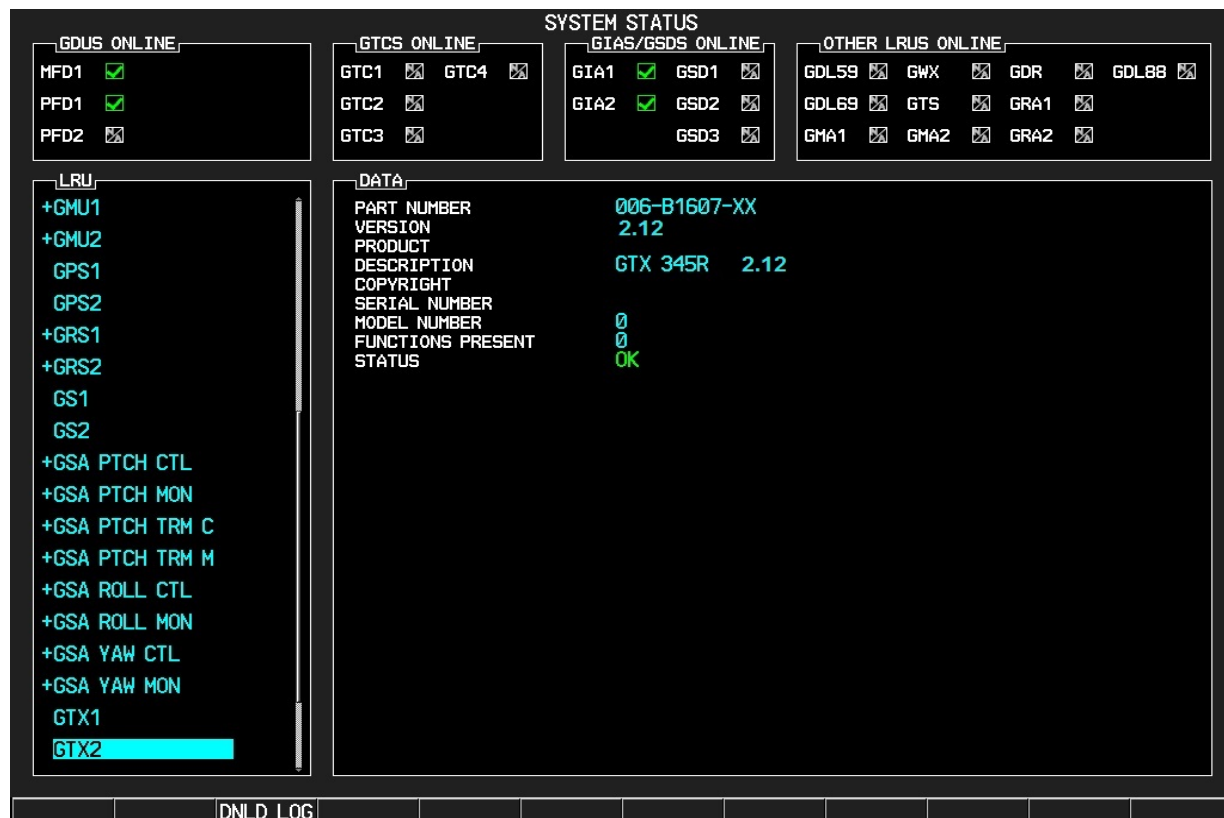 SYSTEM STATUS
GDUS ONLINE
MFD1
PFD1
PFD2
GTCS ONLINE
GTC1 GTC4
GTC2
GTC3
GIAS/GSDS ONLINE
GIA1 GSD1
GIA2 GSD2
GSD3
OTHER LRUS ONLINE
GDL59 GWX GDR GDL88
GDL69 GTS GRA1
GMA1 GMA2 GRA2
LRU
+GMU1
+GMU2
GPS1
GPS2
+GRS1
+GRS2
GS1
GS2
+GSA PTCH CTL
+GSA PTCH MON
+GSA PTCH TRM C
+GSA PTCH TRM M
+GSA ROLL CTL
+GSA ROLL MON
+GSA YAW CTL
+GSA YAW MON
GTX1
GTX2
DATA
PART NUMBER 006-B1607-XX
VERSION 2.12
PRODUCT
DESCRIPTION GTX 345R 2.12
COPYRIGHT
SERIAL NUMBER
MODEL NUMBER 0
FUNCTIONS PRESENT 0
STATUS OK
DNLD LOG